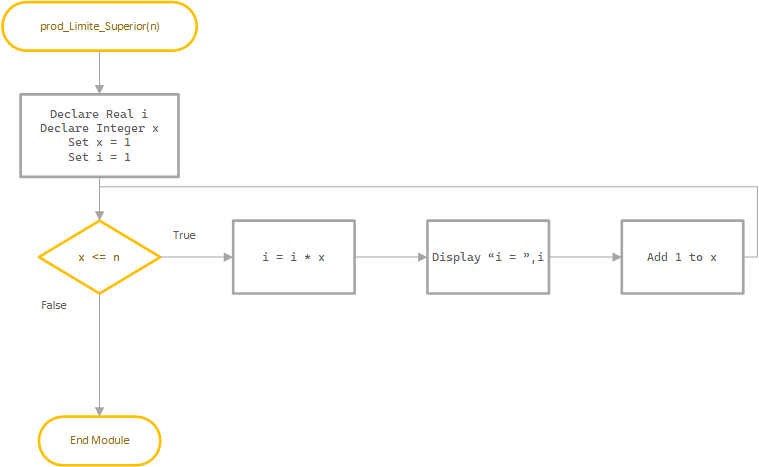 prod_Limite_Superior(n)
Declare Real i
Declare Integer x
Set x = 1
Set i = 1
x <= n
True
i = i * x
Display “i = ”,i
Add 1 to x
False
End Module